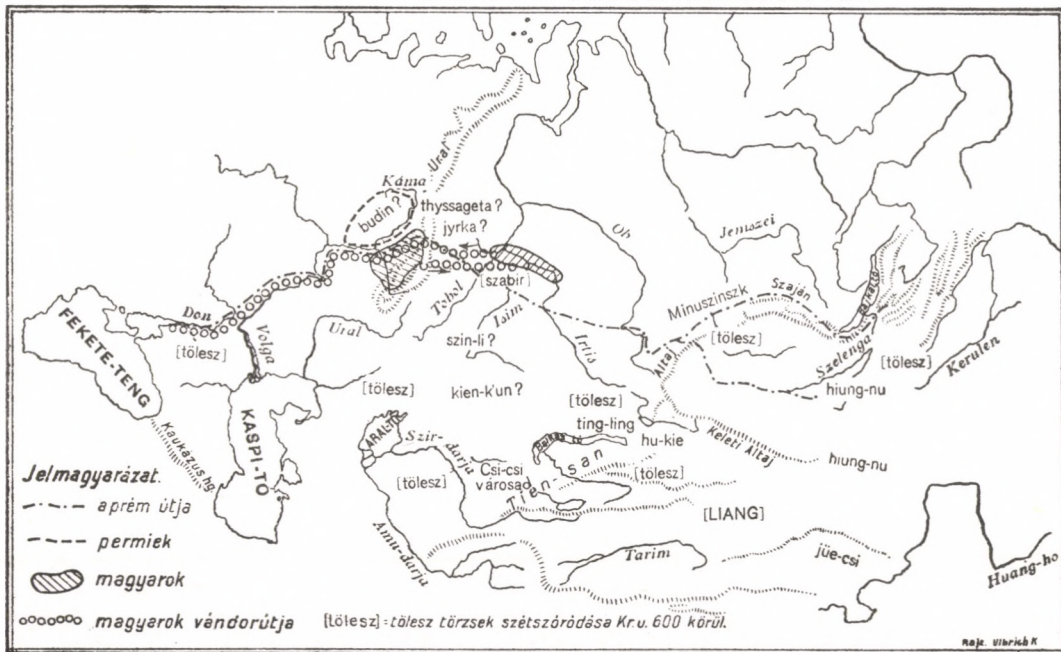 Ural
Káma
budin?
thyssageta?
jyrka?
Ob
Jeniszei
[szabir]
Minuszinszk
Szaján
Bajkáltó
Don
Volga
[tölesz]
Ural
Tobol
Isim
Irtis
Altaj
[tölesz]
Szelenga
[tölesz]
Kerulen
FEKETE-TENG
szin-li?
hiung-nu
[tölesz]
kien-k'un?
[tölesz]
ting-ling
hu-kie
Keleti Altaj
hiung-nu
KASPI-TÓ
Kaukázus hg.
ARAL-TÓ
Szir-darja
Balkas tó
Csi-csi
városa
Tien-san
[tölesz]
[tölesz]
Amu-darja
[LIANG]
Tarim
jüe-csi
Huang-ho
Jelmagyarázat.
aprém útja
permiek
magyarok
magyarok vándorútja [tölesz] = tölesz törzsek szétszóródása Kr. u. 600 körül.
Rajz. Ulbrich K